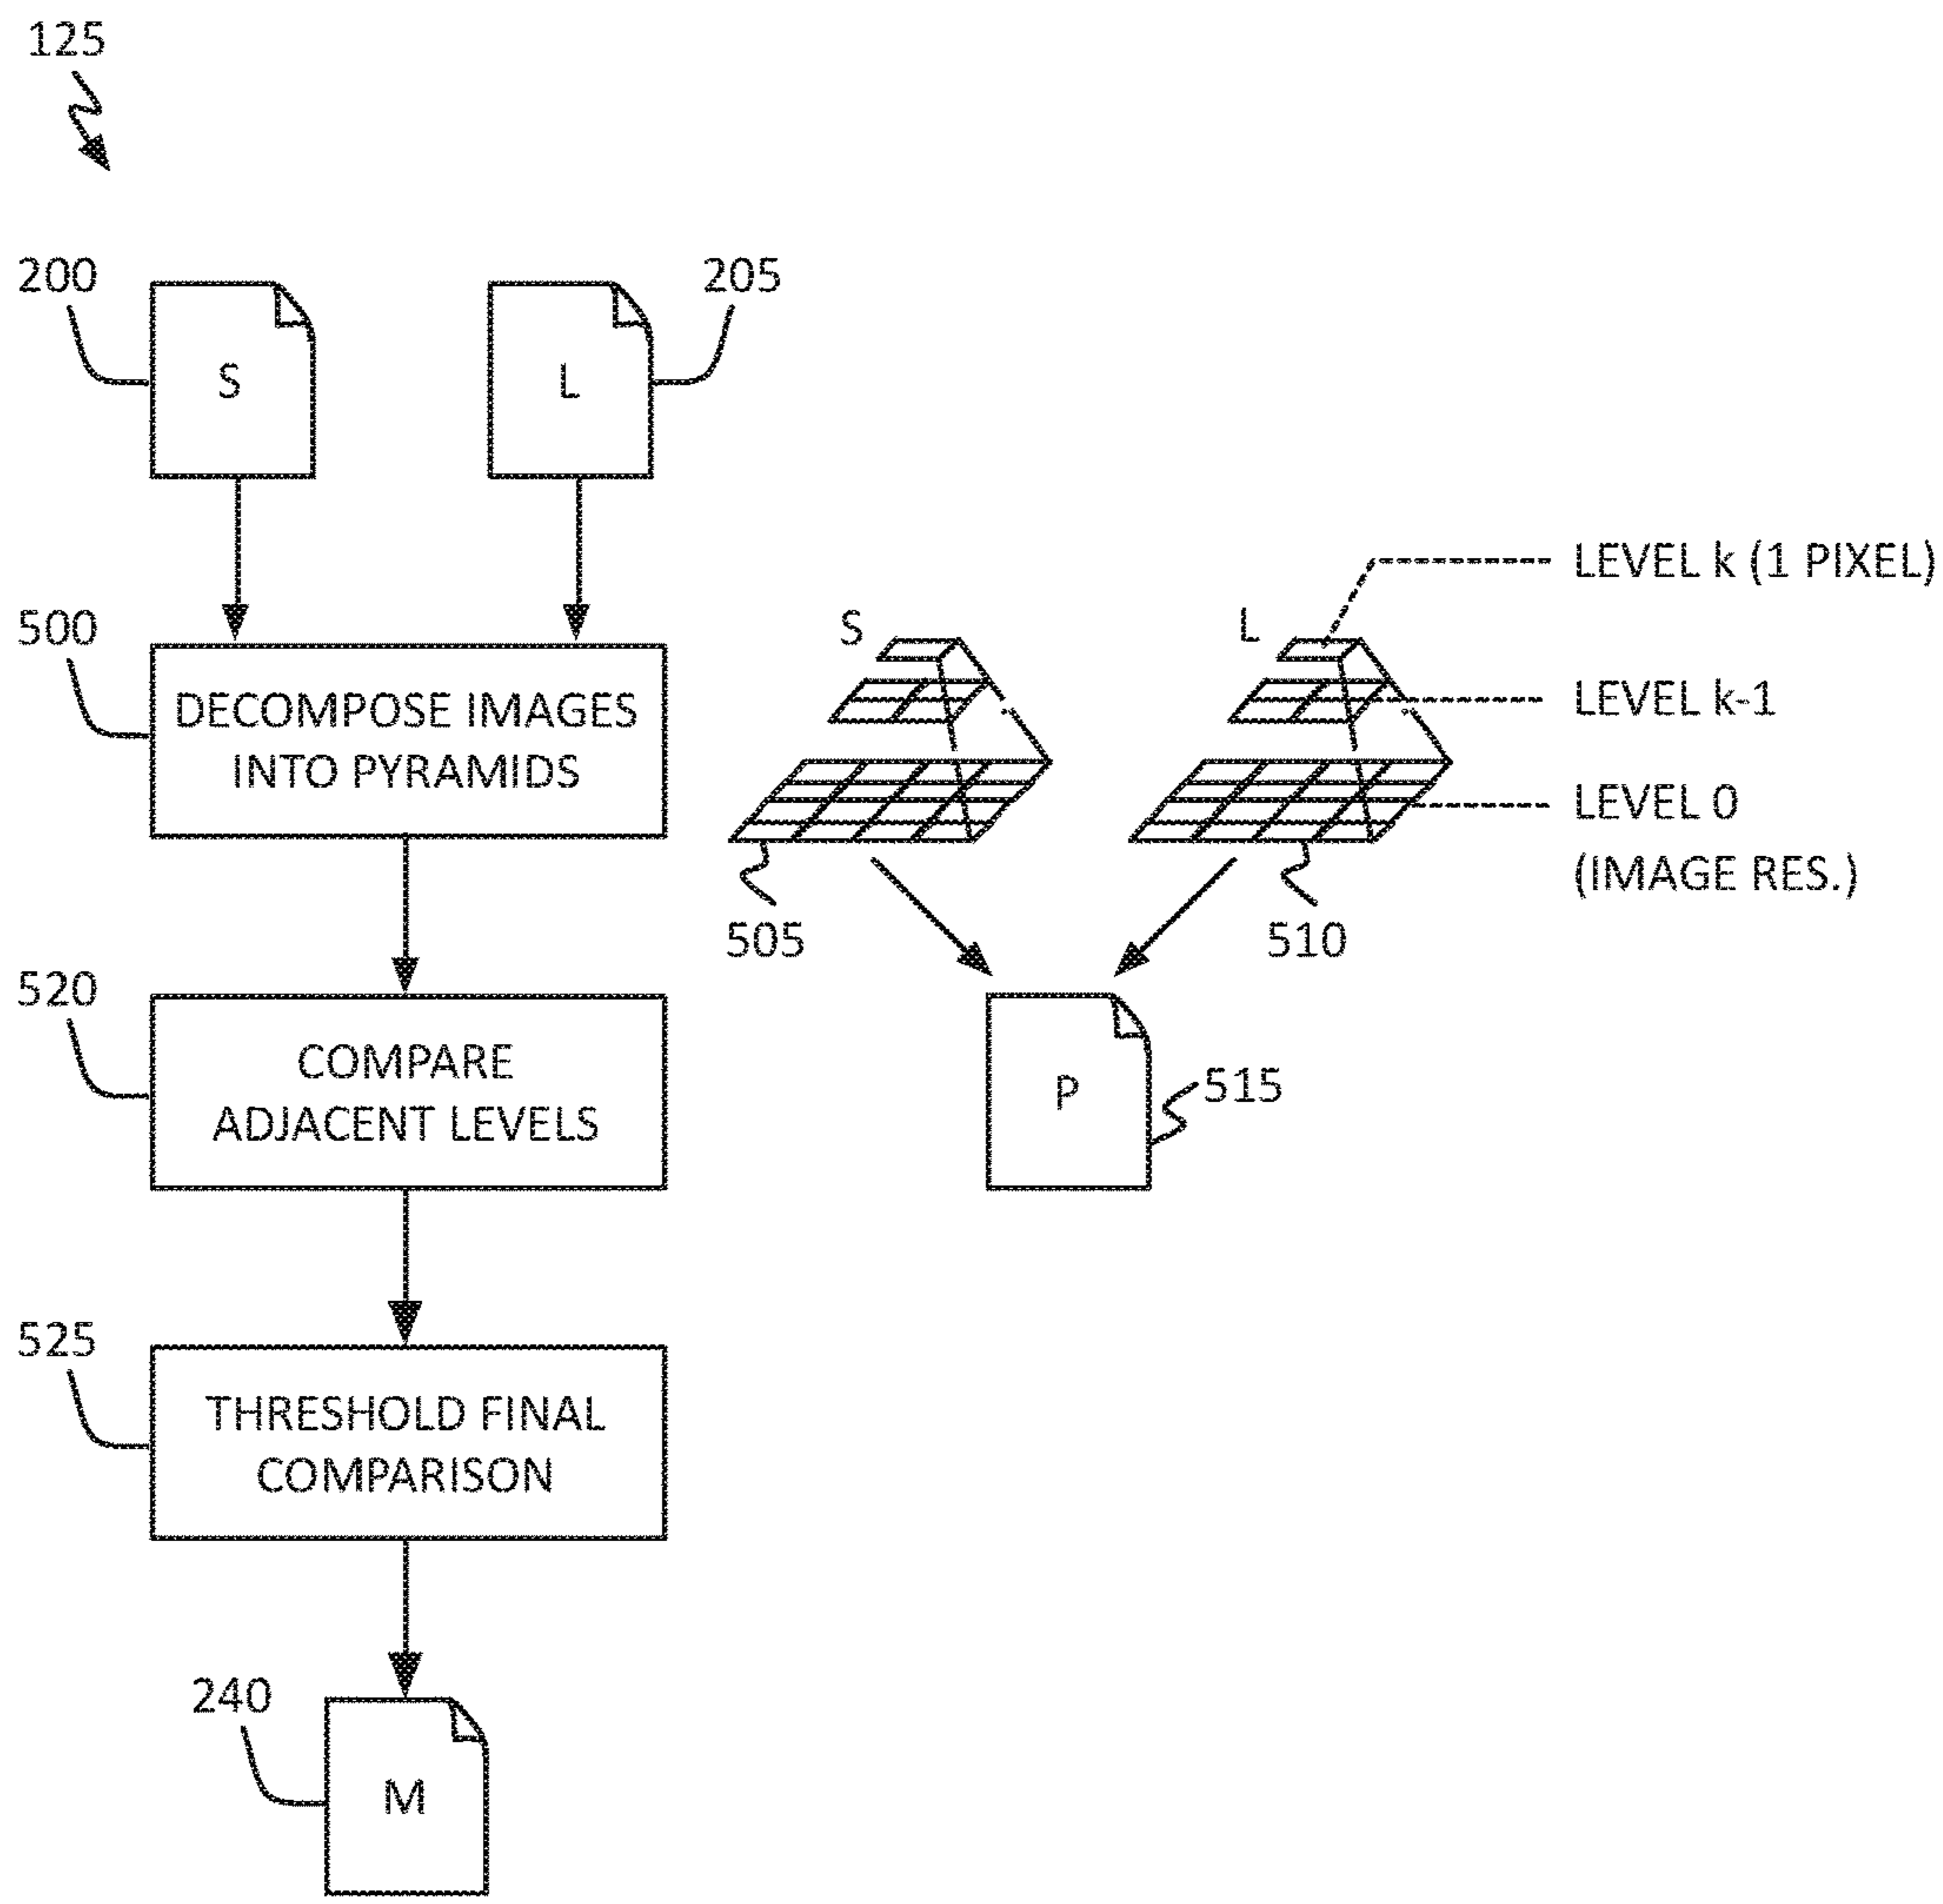 125
200
S
L
205
500
DECOMPOSE IMAGES
INTO PYRAMIDS
S
L
LEVEL k (1 PIXEL)
LEVEL k-1
LEVEL 0
(IMAGE RES.)
505
510
520
COMPARE
ADJACENT LEVELS
P
515
525
THRESHOLD FINAL
COMPARISON
240
M